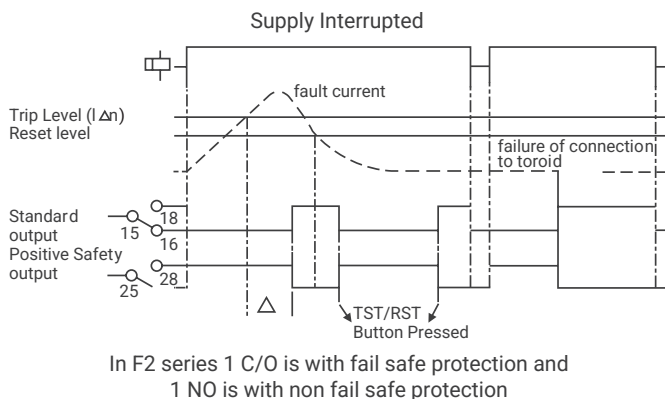 Supply Interrupted
fault current
Trip Level (I Δn)
Reset level
failure of connection
to toroid
Standard
output
18
15
16
Positive Safety
output
28
25
Δ
TST/RST
Button Pressed
In F2 series 1 C/O is with fail safe protection and
1 NO is with non fail safe protection